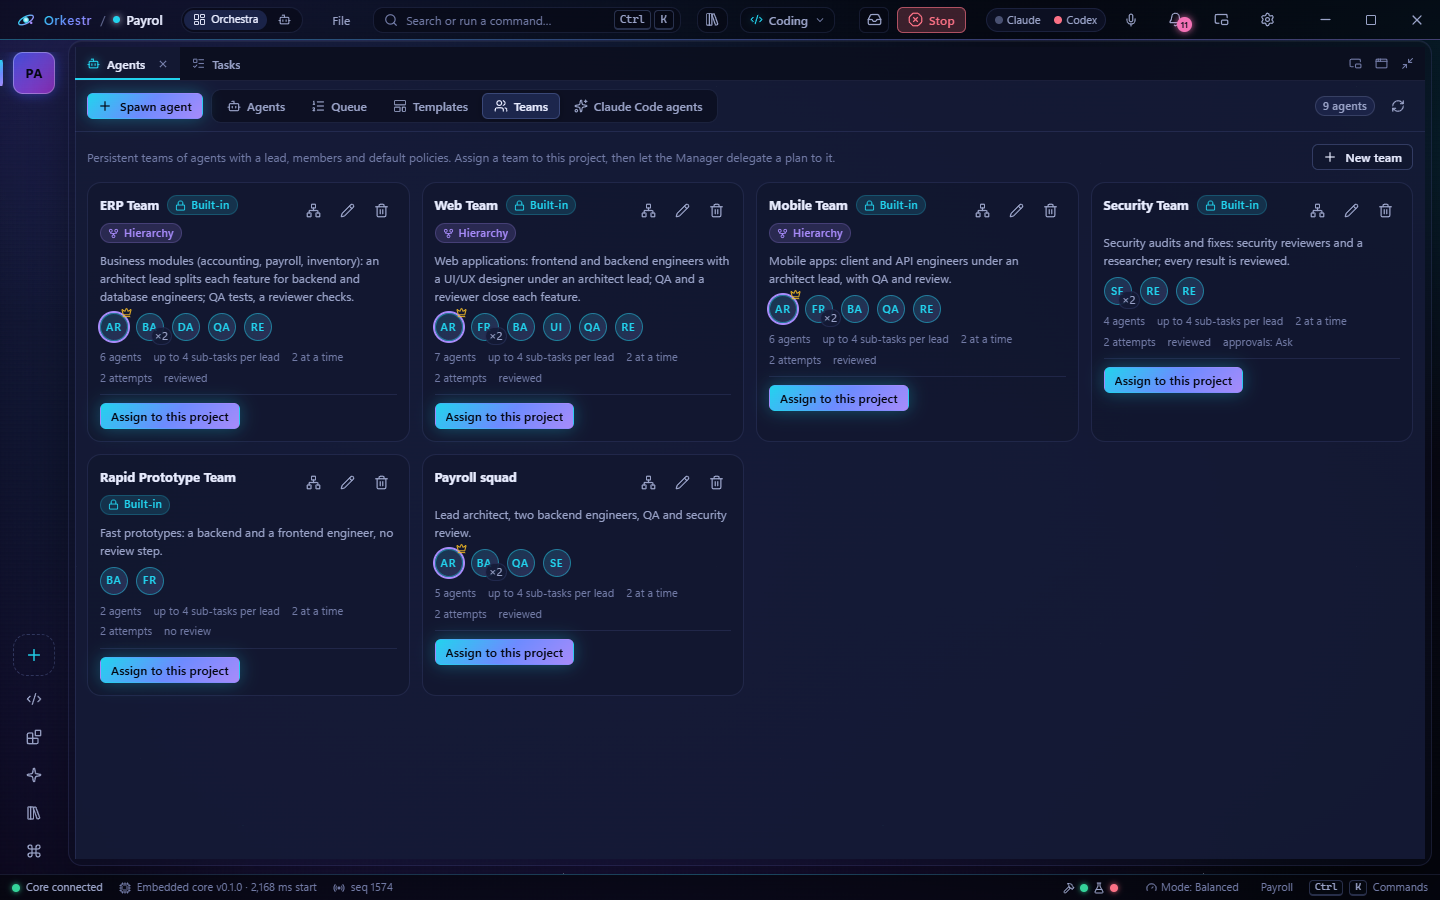 Orkestr / Payrol
Orchestra
File
Search or run a command...
Ctrl K
Coding
Stop
Claude
Codex
11
PA
Agents
Tasks
Spawn agent
Agents
Queue
Templates
Teams
Claude Code agents
9 agents
Persistent teams of agents with a lead, members and default policies. Assign a team to this project, then let the Manager delegate a plan to it.
New team
ERP Team
Built-in
Hierarchy
Business modules (accounting, payroll, inventory): an
architect lead splits each feature for backend and
database engineers; QA tests, a reviewer checks.
AR BA ×2 DA QA RE
6 agents up to 4 sub-tasks per lead 2 at a time
2 attempts reviewed
Assign to this project
Web Team
Built-in
Hierarchy
Web applications: frontend and backend engineers with
a UI/UX designer under an architect lead; QA and a
reviewer close each feature.
AR FR ×2 BA UI QA RE
7 agents up to 4 sub-tasks per lead 2 at a time
2 attempts reviewed
Assign to this project
Mobile Team
Built-in
Hierarchy
Mobile apps: client and API engineers under an
architect lead, with QA and review.
AR FR ×2 BA QA RE
6 agents up to 4 sub-tasks per lead 2 at a time
2 attempts reviewed
Assign to this project
Security Team
Built-in
Security audits and fixes: security reviewers and a
researcher; every result is reviewed.
SE ×2 RE RE
4 agents up to 4 sub-tasks per lead 2 at a time
2 attempts reviewed approvals: Ask
Assign to this project
Rapid Prototype Team
Built-in
Fast prototypes: a backend and a frontend engineer, no
review step.
BA FR
2 agents up to 4 sub-tasks per lead 2 at a time
2 attempts no review
Assign to this project
Payroll squad
Lead architect, two backend engineers, QA and security
review.
AR BA ×2 QA SE
5 agents up to 4 sub-tasks per lead 2 at a time
2 attempts reviewed
Assign to this project
Core connected
Embedded core v0.1.0 · 2,168 ms start
seq 1574
Mode: Balanced
Payroll
Ctrl K Commands